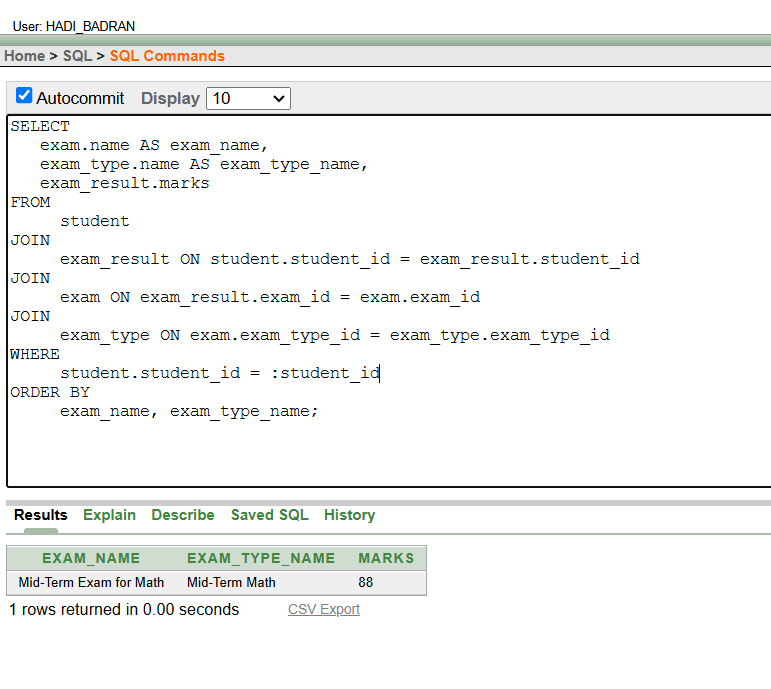 User: HADI_BADRAN
Home > SQL > SQL Commands
Autocommit Display 10
SELECT
exam.name AS exam_name,
exam_type.name AS exam_type_name,
exam_result.marks
FROM
student
JOIN
exam_result ON student.student_id = exam_result.student_id
JOIN
exam ON exam_result.exam_id = exam.exam_id
JOIN
exam_type ON exam.exam_type_id = exam_type.exam_type_id
WHERE
student.student_id = :student_id
ORDER BY
exam_name, exam_type_name;
Results Explain Describe Saved SQL History
EXAM_NAME EXAM_TYPE_NAME MARKS
Mid-Term Exam for Math Mid-Term Math 88
1 rows returned in 0.00 seconds CSV Export